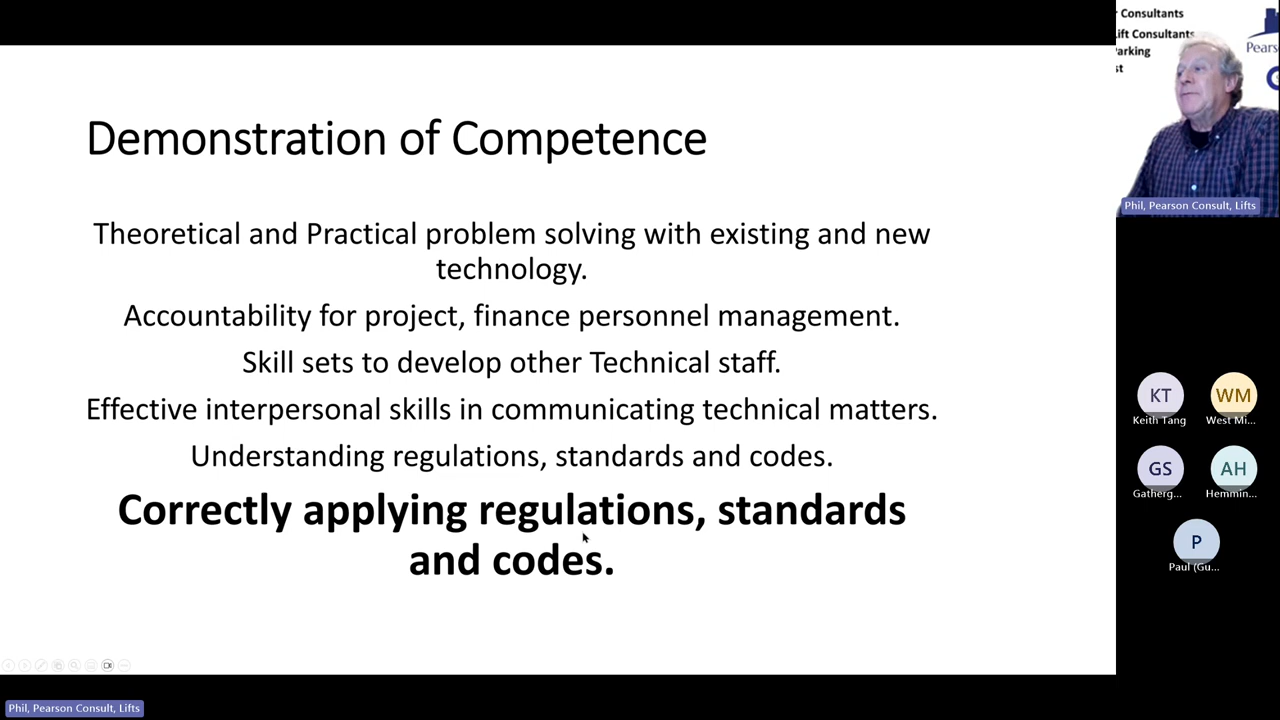 Demonstration of Competence
Theoretical and Practical problem solving with existing and new
technology.
Accountability for project, finance personnel management.
Skill sets to develop other Technical staff.
Effective interpersonal skills in communicating technical matters.
Understanding regulations, standards and codes.
Correctly applying regulations, standards
and codes.
Phil, Pearson Consult, Lifts
Consultants
ift Consultants
arking
st
Pears
Phil, Pearson Consult, Lifts
KT
Keith Tang
WM
West Mi...
GS
Gatherg...
AH
Hemmin...
P
Paul (Gu...